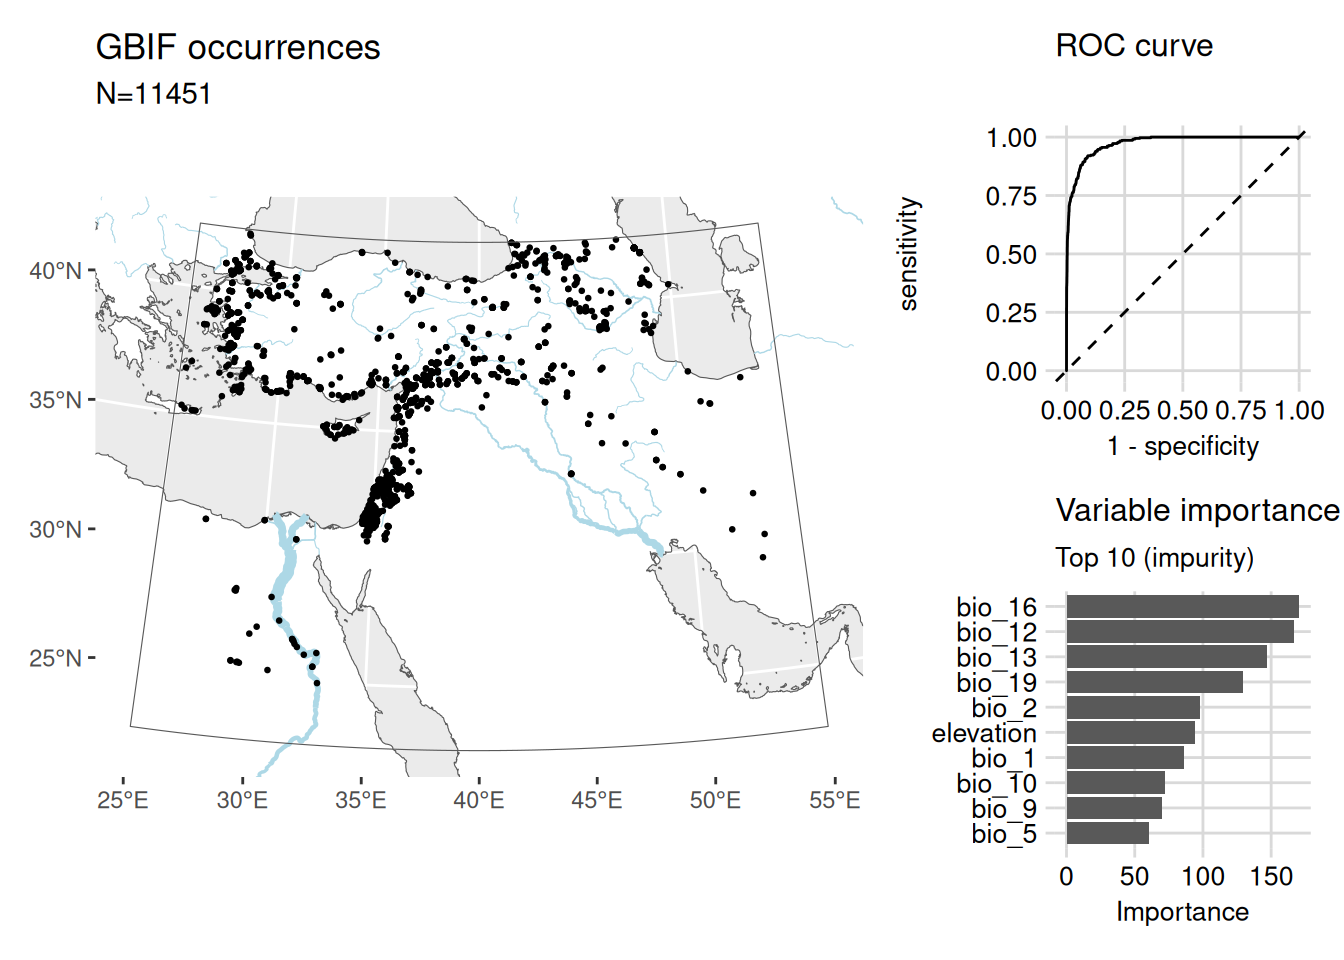 GBIF occurrences
N=11451
40°N
35°N
30°N
25°N
25°E 30°E 35°E 40°E 45°E 50°E 55°E
ROC curve
sensitivity
1.00
0.75
0.50
0.25
0.00
0.00 0.25 0.50 0.75 1.00
1 - specificity
Variable importance
Top 10 (impurity)
bio_16
bio_12
bio_13
bio_19
bio_2
elevation
bio_1
bio_10
bio_9
bio_5
0 50 100 150
Importance